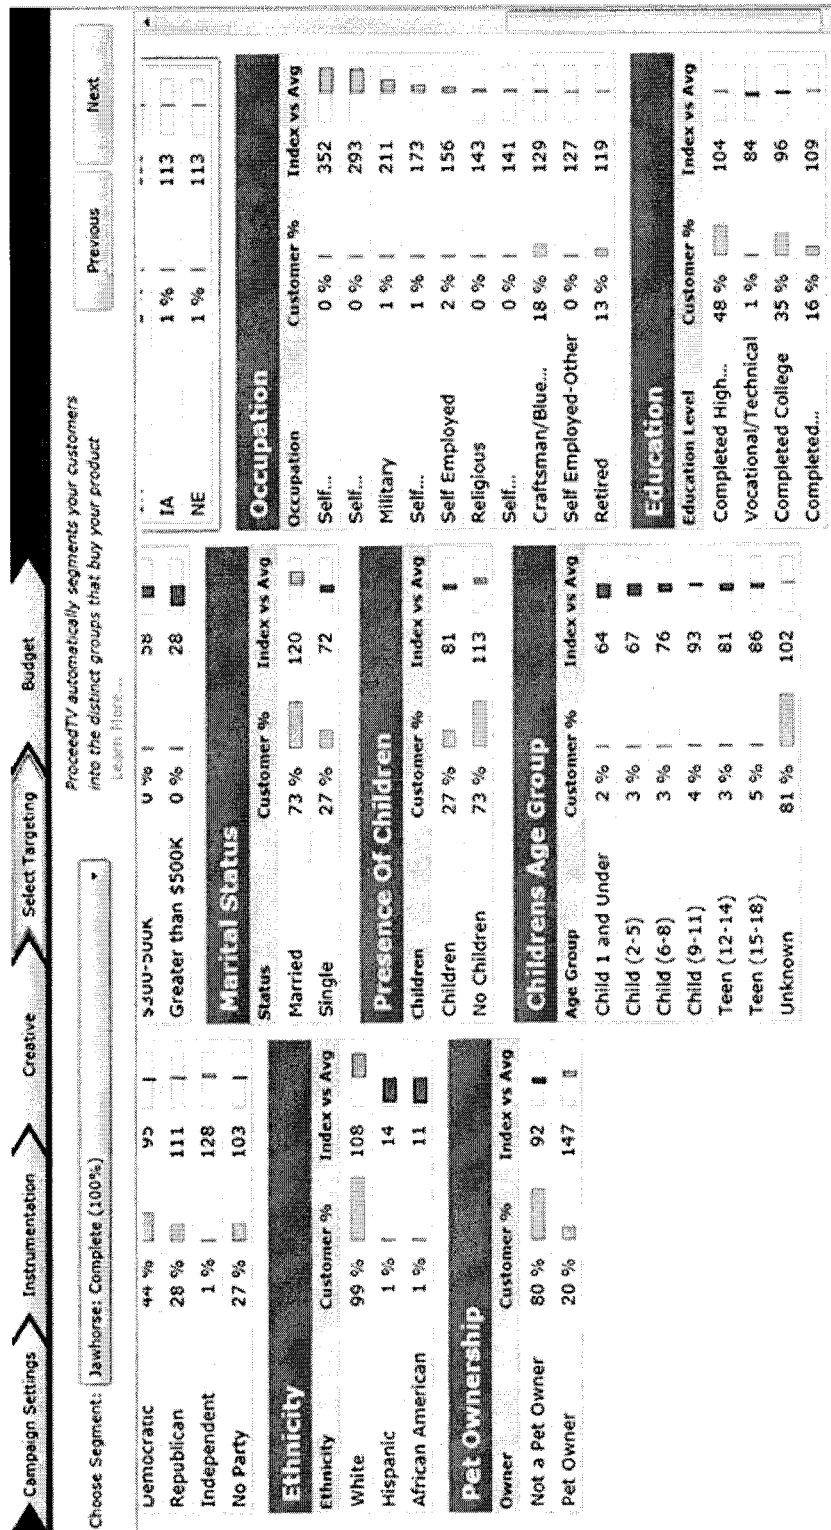 Campaign Settings
Instrumentation
Creative
Select Targeting
Budget
Choose Segment: Jawhorse: Complete (100%)
ProceedTV automatically segments your customers
into the distinct groups that buy your product
Learn More...
Previous
Next
Democratic 44 % 95
Republican 28 % 111
Independent 1 % 128
No Party 27 % 103
Ethnicity
Ethnicity Customer % Index vs Avg
White 99 % 108
Hispanic 1 % 14
African American 1 % 11
Pet Ownership
Owner Customer % Index vs Avg
Not a Pet Owner 80 % 92
Pet Owner 20 % 147
$300-500K 0 % 58
Greater than $500K 0 % 28
Marital Status
Status Customer % Index vs Avg
Married 73 % 120
Single 27 % 72
Presence Of Children
Children Customer % Index vs Avg
Children 27 % 81
No Children 73 % 113
Childrens Age Group
Age Group Customer % Index vs Avg
Child 1 and Under 2 % 64
Child (2-5) 3 % 67
Child (6-8) 3 % 76
Child (9-11) 4 % 93
Teen (12-14) 3 % 81
Teen (15-18) 5 % 86
Unknown 81 % 102
IA 1 % 113
NE 1 % 113
Occupation
Occupation Customer % Index vs Avg
Self... 0 % 352
Self... 0 % 293
Military 1 % 211
Self... 1 % 173
Self Employed 2 % 156
Religious 0 % 143
Self... 0 % 141
Craftsman/Blue... 18 % 129
Self Employed-Other 0 % 127
Retired 13 % 119
Education
Education Level Customer % Index vs Avg
Completed High... 48 % 104
Vocational/Technical 1 % 84
Completed College 35 % 96
Completed... 16 % 109